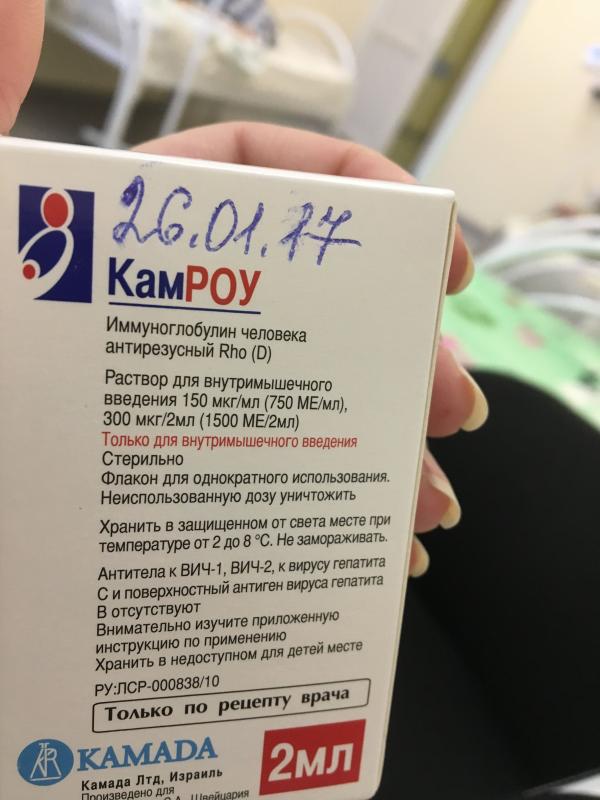 26.01.17
КамРОУ
Иммуноглобулин человека
антирезусный Rho (D)
Раствор для внутримышечного
введения 150 мкг/мл (750 МЕ/мл),
300 мкг/2мл (1500 МЕ/2мл)
Только для внутримышечного введения
Стерильно
Флакон для однократного использования.
Неиспользованную дозу уничтожить
Хранить в защищенном от света месте при
температуре от 2 до 8 °С. Не замораживать.
Антитела к ВИЧ-1, ВИЧ-2, к вирусу гепатита
С и поверхностный антиген вируса гепатита
В отсутствуют
Внимательно изучите приложенную
инструкцию по применению
Хранить в недоступном для детей месте
РУ:ЛСР-000838/10
Только по рецепту врача
KAMADA
2мл
Камада Лтд, Израиль
Произведено для
Швейцария